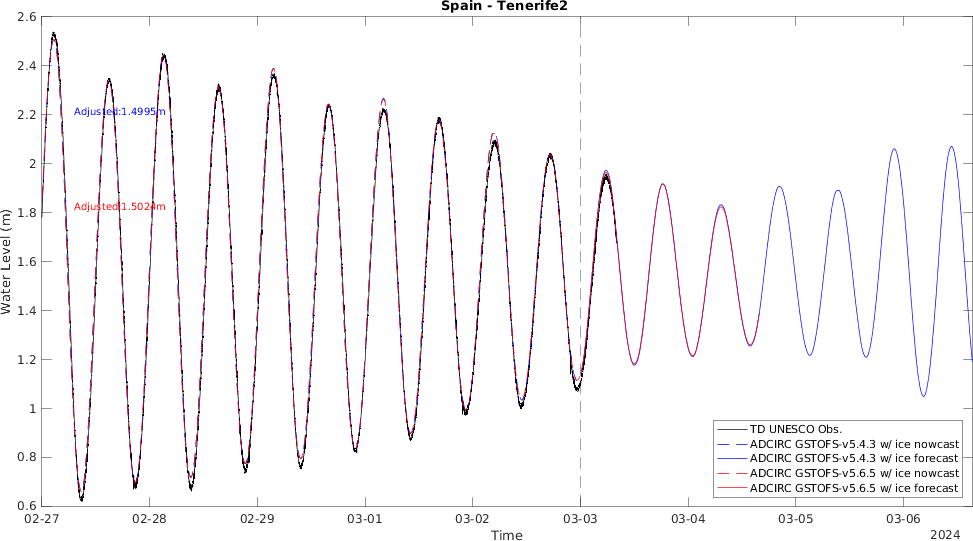 Spain - Tenerife2
2.6
2.4
2.2
2
1.8
1.6
1.4
1.2
1
0.8
0.6
Water Level (m)
Adjusted:1.4995m
Adjusted:1.5024m
TD UNESCO Obs.
ADCIRC GSTOFS-v5.4.3 w/ ice nowcast
ADCIRC GSTOFS-v5.4.3 w/ ice forecast
ADCIRC GSTOFS-v5.6.5 w/ ice nowcast
ADCIRC GSTOFS-v5.6.5 w/ ice forecast
02-27 02-28 02-29 03-01 03-02 03-03 03-04 03-05 03-06
Time
2024